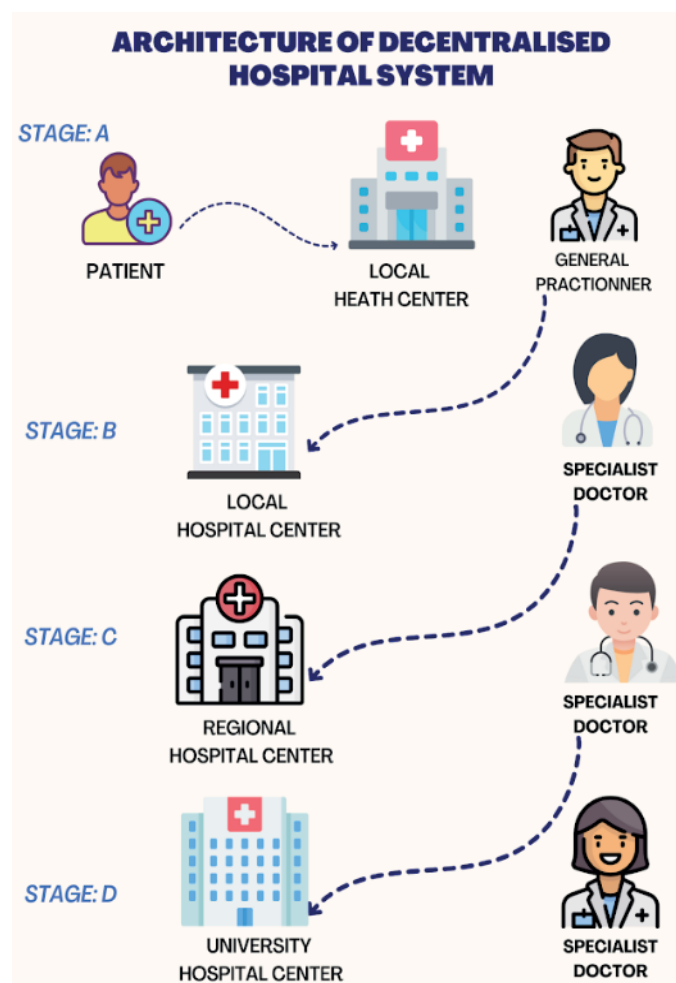 ARCHITECTURE OF DECENTRALISED
HOSPITAL SYSTEM
STAGE: A
PATIENT
LOCAL
HEATH CENTER
GENERAL
PRACTIONNER
STAGE: B
LOCAL
HOSPITAL CENTER
SPECIALIST
DOCTOR
STAGE: C
REGIONAL
HOSPITAL CENTER
SPECIALIST
DOCTOR
STAGE: D
UNIVERSITY
HOSPITAL CENTER
SPECIALIST
DOCTOR